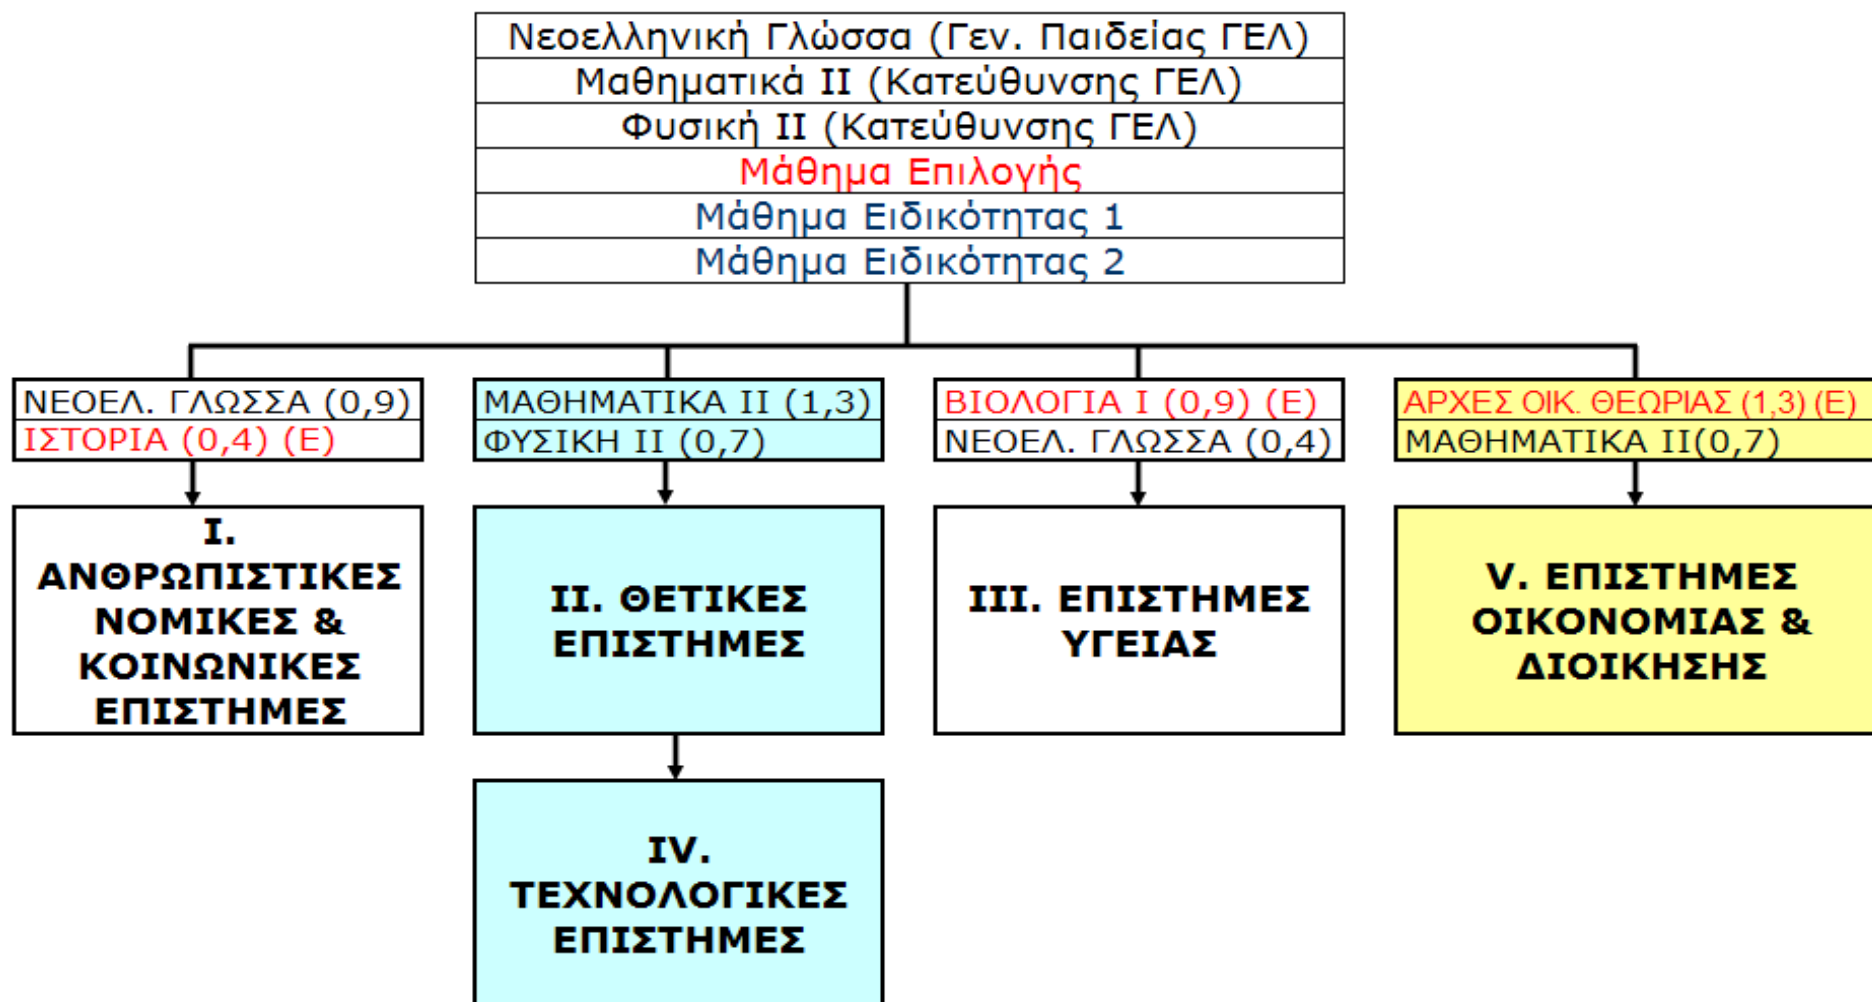 Νεοελληνική Γλώσσα (Γεν. Παιδείας ΓΕΛ)
Μαθηματικά ΙΙ (Κατεύθυνσης ΓΕΛ)
Φυσική ΙΙ (Κατεύθυνσης ΓΕΛ)
Μάθημα Επιλογής
Μάθημα Ειδικότητας 1
Μάθημα Ειδικότητας 2
ΝΕΟΕΛ. ΓΛΩΣΣΑ (0,9)
ΙΣΤΟΡΙΑ (0,4) (Ε)
ΜΑΘΗΜΑΤΙΚΑ ΙΙ (1,3)
ΦΥΣΙΚΗ ΙΙ (0,7)
ΒΙΟΛΟΓΙΑ Ι (0,9) (Ε)
ΝΕΟΕΛ. ΓΛΩΣΣΑ (0,4)
ΑΡΧΕΣ ΟΙΚ. ΘΕΩΡΙΑΣ (1,3) (Ε)
ΜΑΘΗΜΑΤΙΚΑ ΙΙ(0,7)
Ι.
ΑΝΘΡΩΠΙΣΤΙΚΕΣ
ΝΟΜΙΚΕΣ &
ΚΟΙΝΩΝΙΚΕΣ
ΕΠΙΣΤΗΜΕΣ
ΙΙ. ΘΕΤΙΚΕΣ
ΕΠΙΣΤΗΜΕΣ
ΙΙΙ. ΕΠΙΣΤΗΜΕΣ
ΥΓΕΙΑΣ
V. ΕΠΙΣΤΗΜΕΣ
ΟΙΚΟΝΟΜΙΑΣ &
ΔΙΟΙΚΗΣΗΣ
IV.
ΤΕΧΝΟΛΟΓΙΚΕΣ
ΕΠΙΣΤΗΜΕΣ